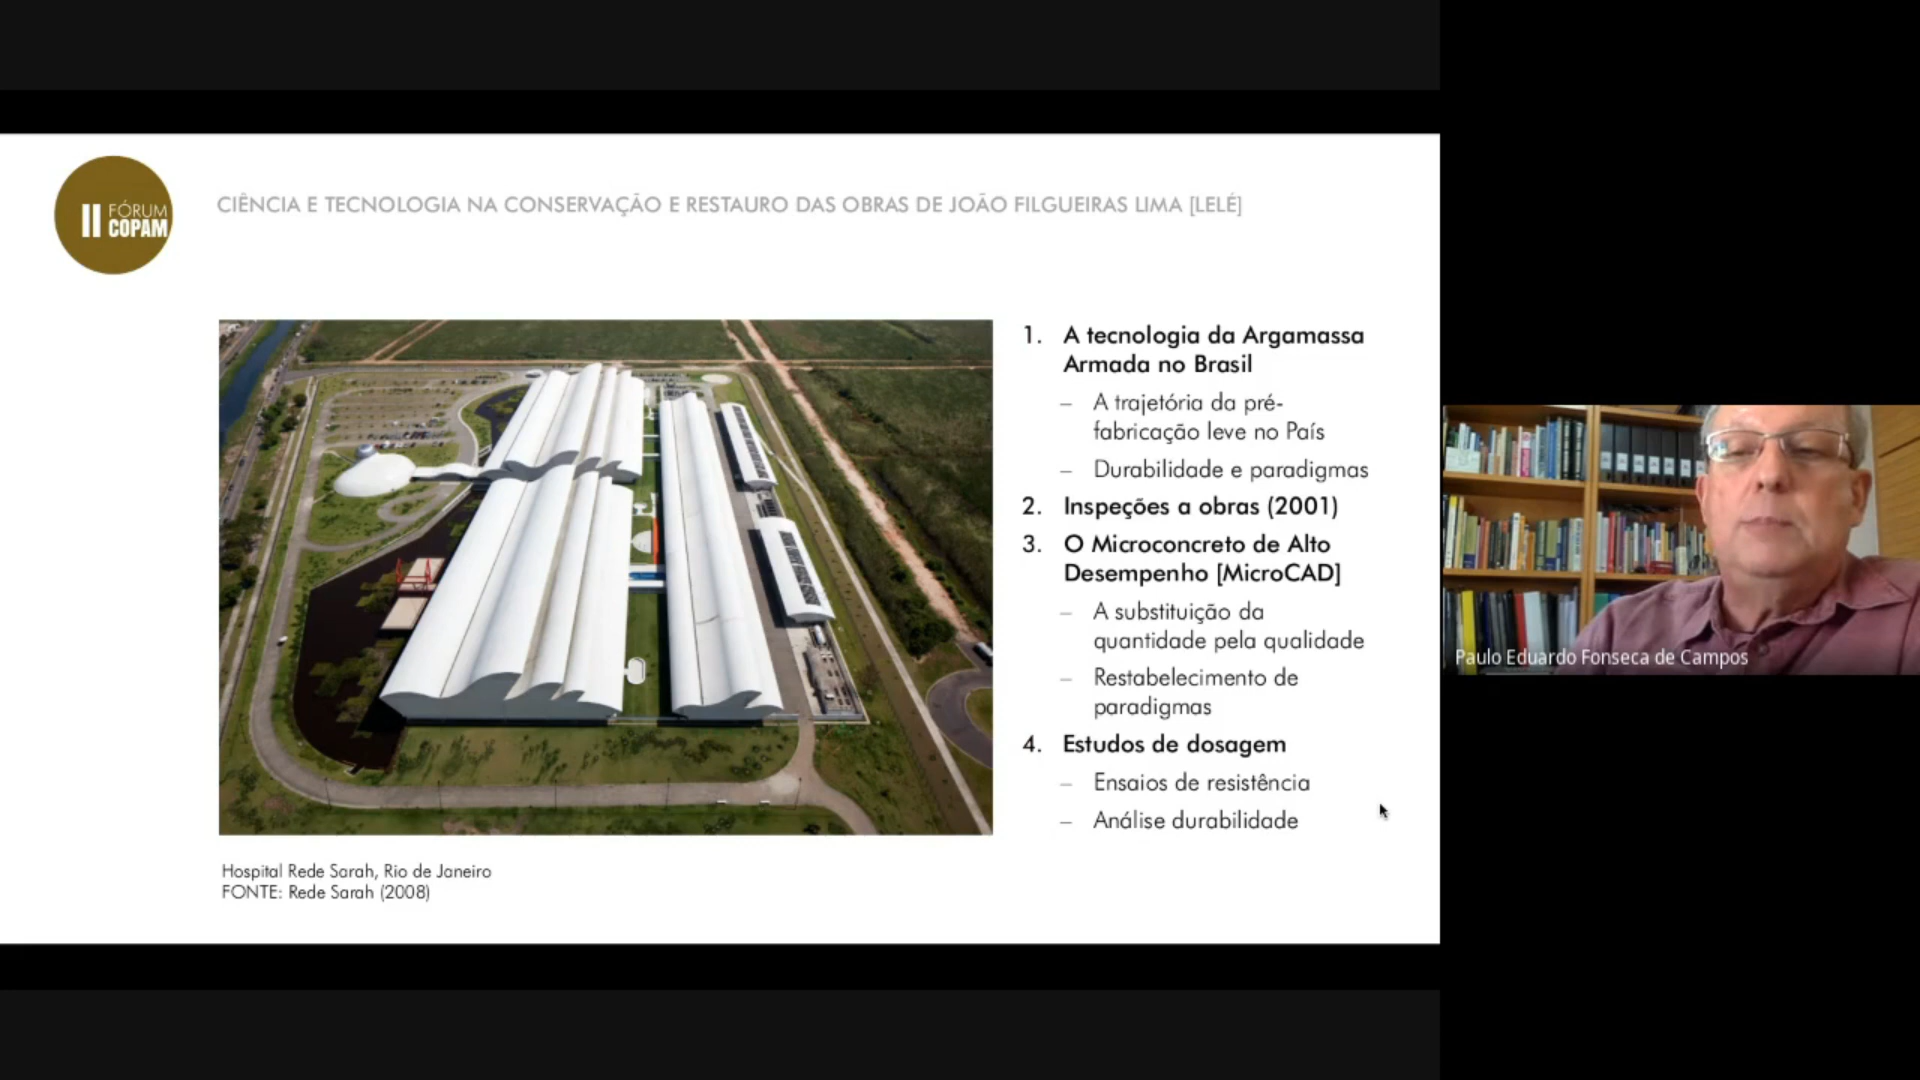 II FÓRUM
COPAM
CIÊNCIA E TECNOLOGIA NA CONSERVAÇÃO E RESTAURO DAS OBRAS DE JOÃO FILGUEIRAS LIMA [LELÉ]
1. A tecnologia da Argamassa
Armada no Brasil
– A trajetória da pré-
fabricação leve no País
– Durabilidade e paradigmas
2. Inspeções a obras (2001)
3. O Microconcreto de Alto
Desempenho [MicroCAD]
– A substituição da
quantidade pela qualidade
– Restabelecimento de
paradigmas
4. Estudos de dosagem
– Ensaios de resistência
– Análise durabilidade
Hospital Rede Sarah, Rio de Janeiro
FONTE: Rede Sarah (2008)
Paulo Eduardo Fonseca de Campos